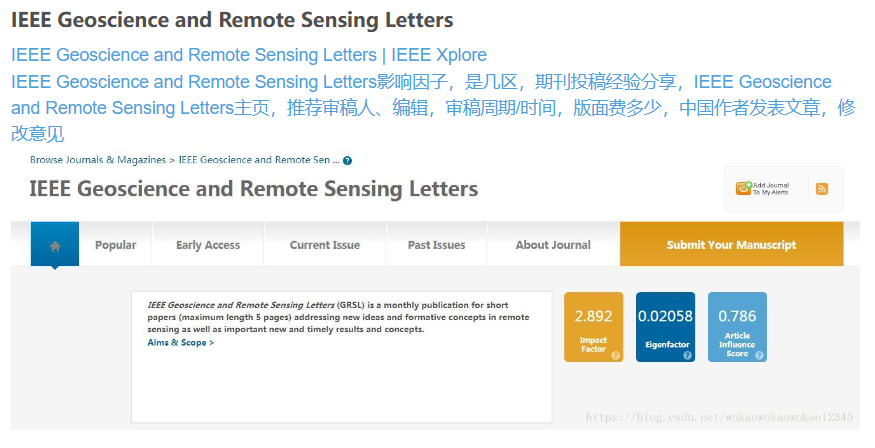 IEEE Geoscience and Remote Sensing Letters
IEEE Geoscience and Remote Sensing Letters | IEEE Xplore
IEEE Geoscience and Remote Sensing Letters影响因子，是几区，期刊投稿经验分享，IEEE Geoscience
and Remote Sensing Letters主页，推荐审稿人、编辑，审稿周期/时间，版面费多少，中国作者发表文章，修
改意见
Browse Journals & Magazines > IEEE Geoscience and Remote Sen ... ?
IEEE Geoscience and Remote Sensing Letters
Add Journal
To My Alerts
Popular
Early Access
Current Issue
Past Issues
About Journal
Submit Your Manuscript
IEEE Geoscience and Remote Sensing Letters (GRSL) is a monthly publication for short
papers (maximum length 5 pages) addressing new ideas and formative concepts in remote
sensing as well as important new and timely results and concepts.
Aims & Scope >
2.892
Impact
Factor
?
0.02058
Eigenfactor
?
0.786
Article
Influence
Score
?
https://blog.csdn.net/wokaowokaowokao12345